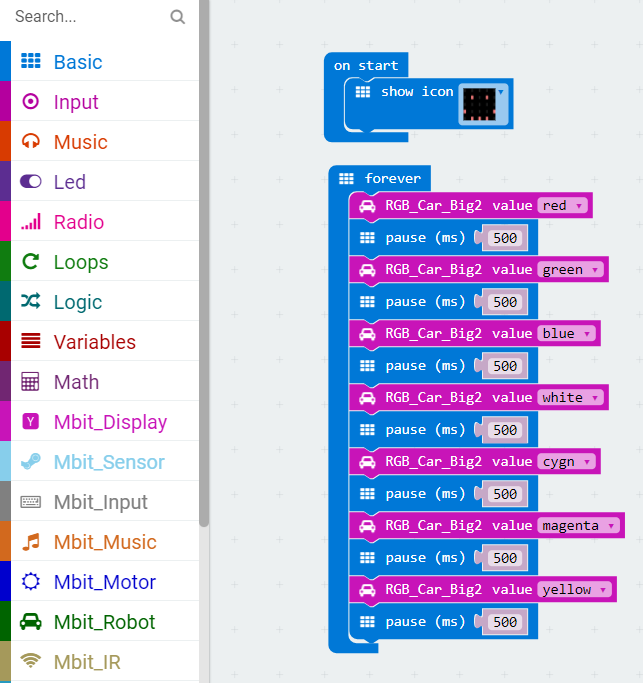 Search...
Basic
Input
Music
Led
Radio
Loops
Logic
Variables
Math
Y Mbit_Display
Mbit_Sensor
Mbit_Input
Mbit_Music
Mbit_Motor
Mbit_Robot
Mbit_IR
on start
show icon
forever
RGB_Car_Big2 value red
pause (ms) 500
RGB_Car_Big2 value green
pause (ms) 500
RGB_Car_Big2 value blue
pause (ms) 500
RGB_Car_Big2 value white
pause (ms) 500
RGB_Car_Big2 value cygn
pause (ms) 500
RGB_Car_Big2 value magenta
pause (ms) 500
RGB_Car_Big2 value yellow
pause (ms) 500